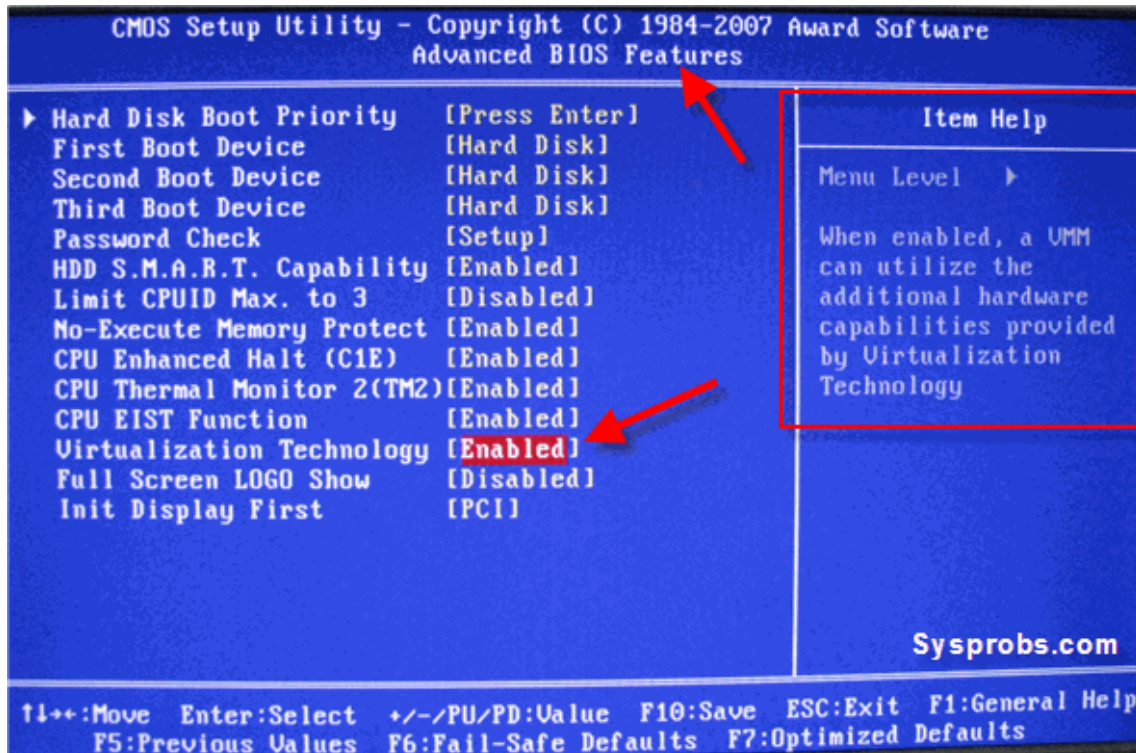 CMOS Setup Utility - Copyright (C) 1984-2007 Award Software
Advanced BIOS Features
Hard Disk Boot Priority [Press Enter]
First Boot Device [Hard Disk]
Second Boot Device [Hard Disk]
Third Boot Device [Hard Disk]
Password Check [Setup]
HDD S.M.A.R.T. Capability [Enabled]
Limit CPUID Max. to 3 [Disabled]
No-Execute Memory Protect [Enabled]
CPU Enhanced Halt (C1E) [Enabled]
CPU Thermal Monitor 2(TM2)[Enabled]
CPU EIST Function [Enabled]
Virtualization Technology [Enabled]
Full Screen LOGO Show [Disabled]
Init Display First [PCI]
Item Help
Menu Level
When enabled, a VMM
can utilize the
additional hardware
capabilities provided
by Virtualization
Technology
Sysprobs.com
↑↓→←:Move Enter:Select +/-/PU/PD:Value F10:Save ESC:Exit F1:General Help
F5:Previous Values F6:Fail-Safe Defaults F7:Optimized Defaults